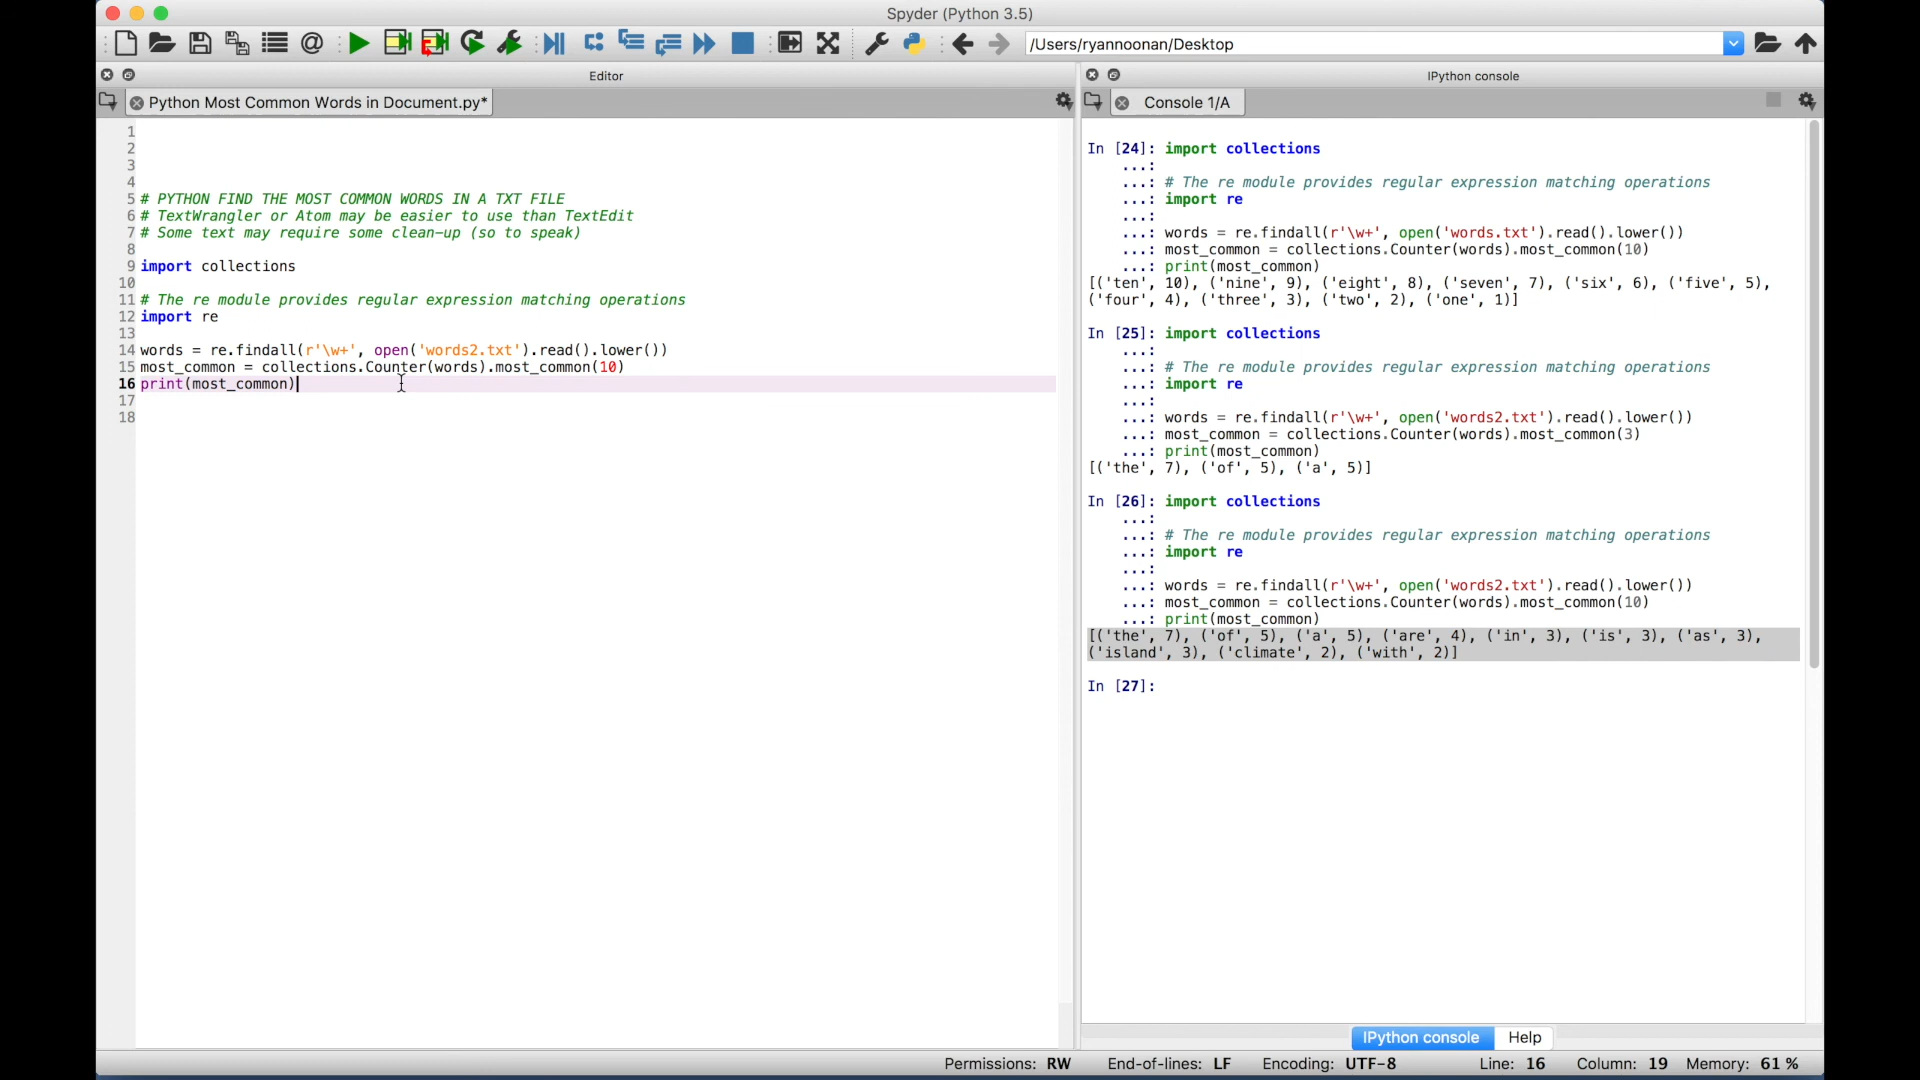 Spyder (Python 3.5)
/Users/ryannoonan/Desktop
Editor
Python Most Common Words in Document.py*
1
2
3
4
5 # PYTHON FIND THE MOST COMMON WORDS IN A TXT FILE
6 # TextWrangler or Atom may be easier to use than TextEdit
7 # Some text may require some clean-up (so to speak)
8
9 import collections
10
11 # The re module provides regular expression matching operations
12 import re
13
14 words = re.findall(r'\w+', open('words2.txt').read().lower())
15 most_common = collections.Counter(words).most_common(10)
16 print(most_common)
17
18
IPython console
Console 1/A
In [24]: import collections
...:
...: # The re module provides regular expression matching operations
...: import re
...:
...: words = re.findall(r'\w+', open('words.txt').read().lower())
...: most_common = collections.Counter(words).most_common(10)
...: print(most_common)
[('ten', 10), ('nine', 9), ('eight', 8), ('seven', 7), ('six', 6), ('five', 5),
('four', 4), ('three', 3), ('two', 2), ('one', 1)]
In [25]: import collections
...:
...: # The re module provides regular expression matching operations
...: import re
...:
...: words = re.findall(r'\w+', open('words2.txt').read().lower())
...: most_common = collections.Counter(words).most_common(3)
...: print(most_common)
[('the', 7), ('of', 5), ('a', 5)]
In [26]: import collections
...:
...: # The re module provides regular expression matching operations
...: import re
...:
...: words = re.findall(r'\w+', open('words2.txt').read().lower())
...: most_common = collections.Counter(words).most_common(10)
...: print(most_common)
[('the', 7), ('of', 5), ('a', 5), ('are', 4), ('in', 3), ('is', 3), ('as', 3),
('island', 3), ('climate', 2), ('with', 2)]
In [27]:
IPython console Help
Permissions: RW End-of-lines: LF Encoding: UTF-8 Line: 16 Column: 19 Memory: 61 %